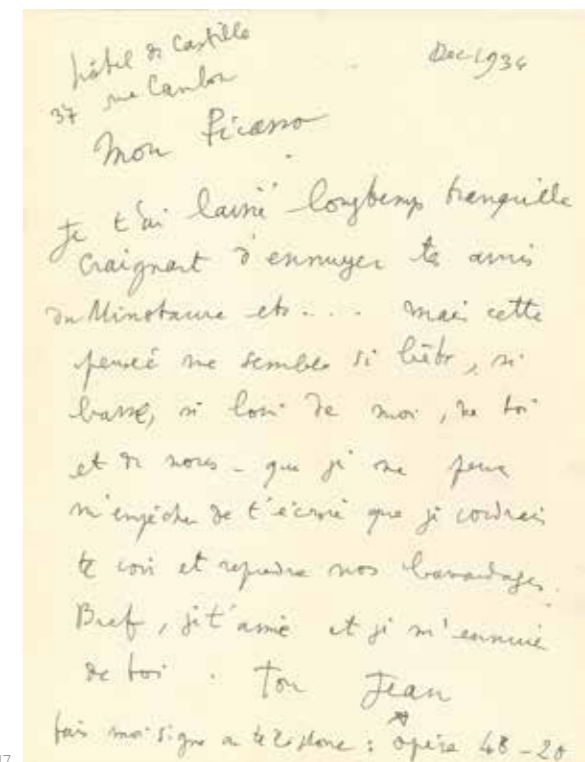 hôtel de Castille
37 rue Cambon
Dec 1934
Mon Picasso
Je t'ai laissé longtemps tranquille
craignant d'ennuyer tes amis
du Minotaure etc.... mais cette
pensée me semble si bête, si
basse, si loin de moi, de toi
et de nous - que je ne peux
m'empêcher de t'écrire que je voudrais
te voir et reprendre nos bavardages.
Bref, je t'aime et je m'ennuie
de toi. Ton Jean
fais moi signe au téléphone : opéra 48-20
17